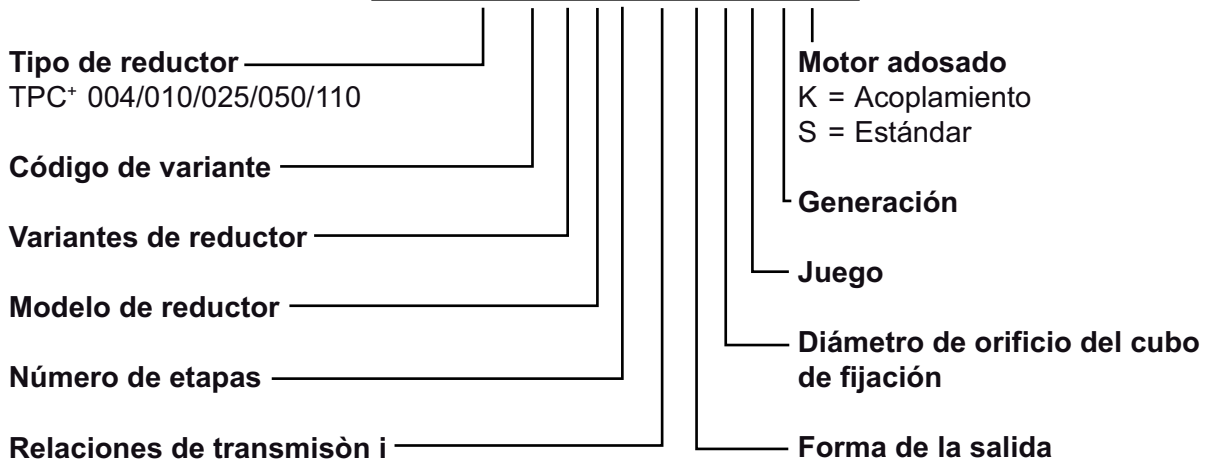 Tipo de reductor
TPC+ 004/010/025/050/110
Código de variante
Variantes de reductor
Modelo de reductor
Número de etapas
Relaciones de transmisòn i
Motor adosado
K = Acoplamiento
S = Estándar
Generación
Juego
Diámetro de orificio del cubo
de fijación
Forma de la salida